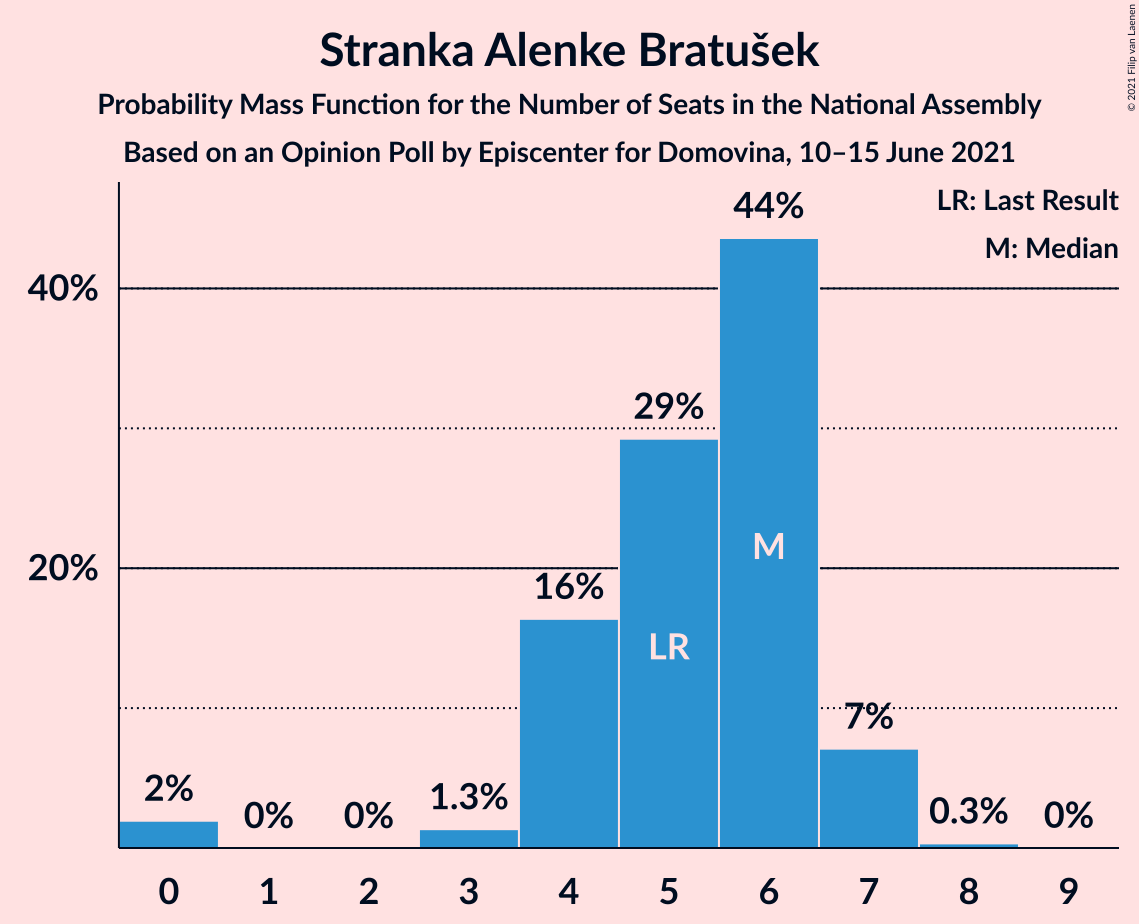 Stranka Alenke Bratušek
Probability Mass Function for the Number of Seats in the National Assembly
Based on an Opinion Poll by Episcenter for Domovina, 10–15 June 2021
© 2021 Filip van Laenen
LR: Last Result
M: Median
40%
20%
2%
0%
0%
1.3%
16%
29%
44%
7%
0.3%
0%
LR
M
0 1 2 3 4 5 6 7 8 9